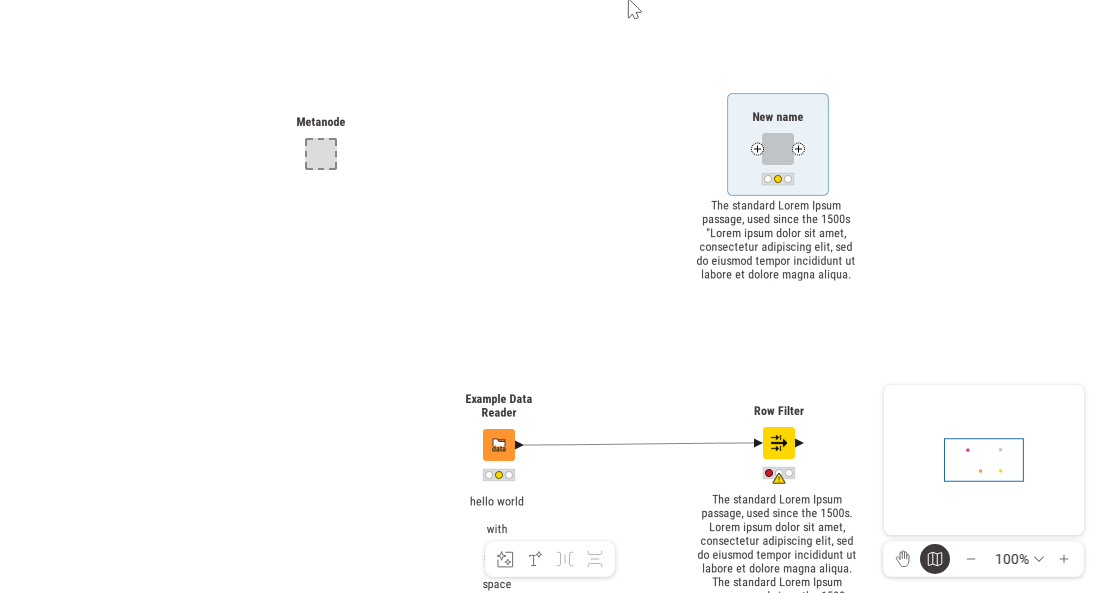 Metanode
New name
The standard Lorem Ipsum
passage, used since the 1500s
"Lorem ipsum dolor sit amet,
consectetur adipiscing elit, sed
do eiusmod tempor incididunt ut
labore et dolore magna aliqua.
Example Data
Reader
data
hello world
with
space
Row Filter
The standard Lorem Ipsum
passage, used since the 1500s.
Lorem ipsum dolor sit amet,
consectetur adipiscing elit, sed
do eiusmod tempor incididunt ut
labore et dolore magna aliqua.
The standard Lorem Ipsum
100%